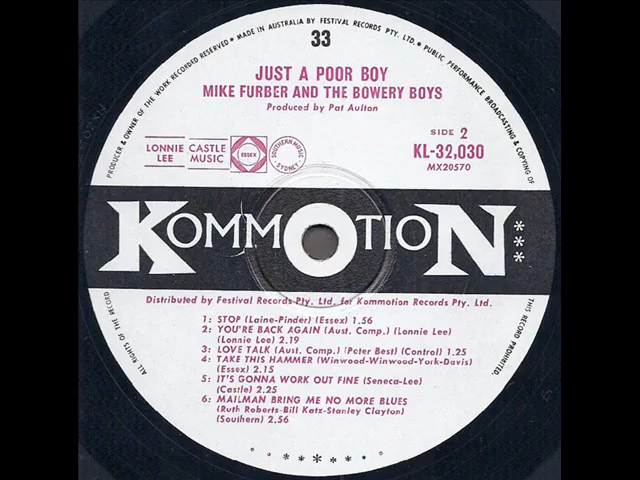 PRODUCER & OWNER OF THE WORK RECORDED RESERVED • MADE IN AUSTRALIA BY FESTIVAL RECORDS PTY. LTD. • PUBLIC PERFORMANCE BROADCASTING & COPYING OF
33
JUST A POOR BOY
MIKE FURBER AND THE BOWERY BOYS
Produced by Pat Aulton
SIDE 2
KL-32,030
MX20570
LONNIE LEE
CASTLE MUSIC
ESSEX
SOUTHERN MUSIC SYDNEY
KOMMOTION ***
Distributed by Festival Records Pty. Ltd. for Kommotion Records Pty. Ltd.
1: STOP (Laine-Pinder) (Essex) 1.56
2: YOU'RE BACK AGAIN (Aust. Comp.) (Lonnie Lee)
(Lonnie Lee) 2.19
3: LOVE TALK (Aust. Comp.) (Peter Best) (Control) 1.25
4: TAKE THIS HAMMER (Winwood-Winwood-York-Davis)
(Essex) 2.15
5: IT'S GONNA WORK OUT FINE (Seneca-Lee)
(Castle) 2.25
6: MAILMAN BRING ME NO MORE BLUES
(Ruth Roberts-Bill Katz-Stanley Clayton)
(Southern) 2.56
ALL RIGHTS OF THE RECORD
THIS RECORD PROHIBITED.